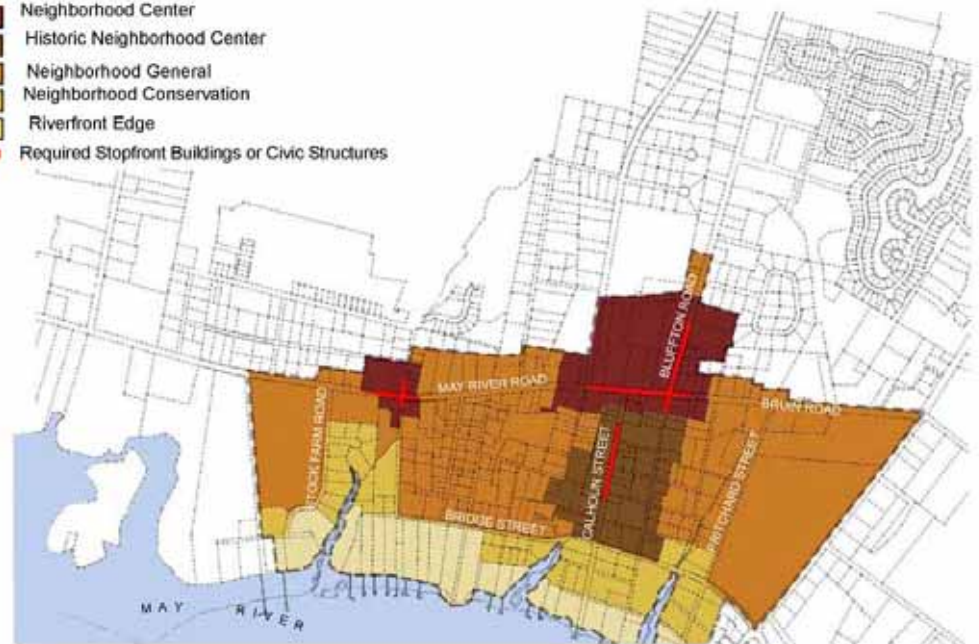 Neighborhood Center
Historic Neighborhood Center
Neighborhood General
Neighborhood Conservation
Riverfront Edge
Required Stopfront Buildings or Civic Structures
BLUFFTON ROAD
MAY RIVER ROAD
BRUIN ROAD
STOCK FARM ROAD
CALHOUN STREET
PRITCHARD STREET
BRIDGE STREET
MAY RIVER